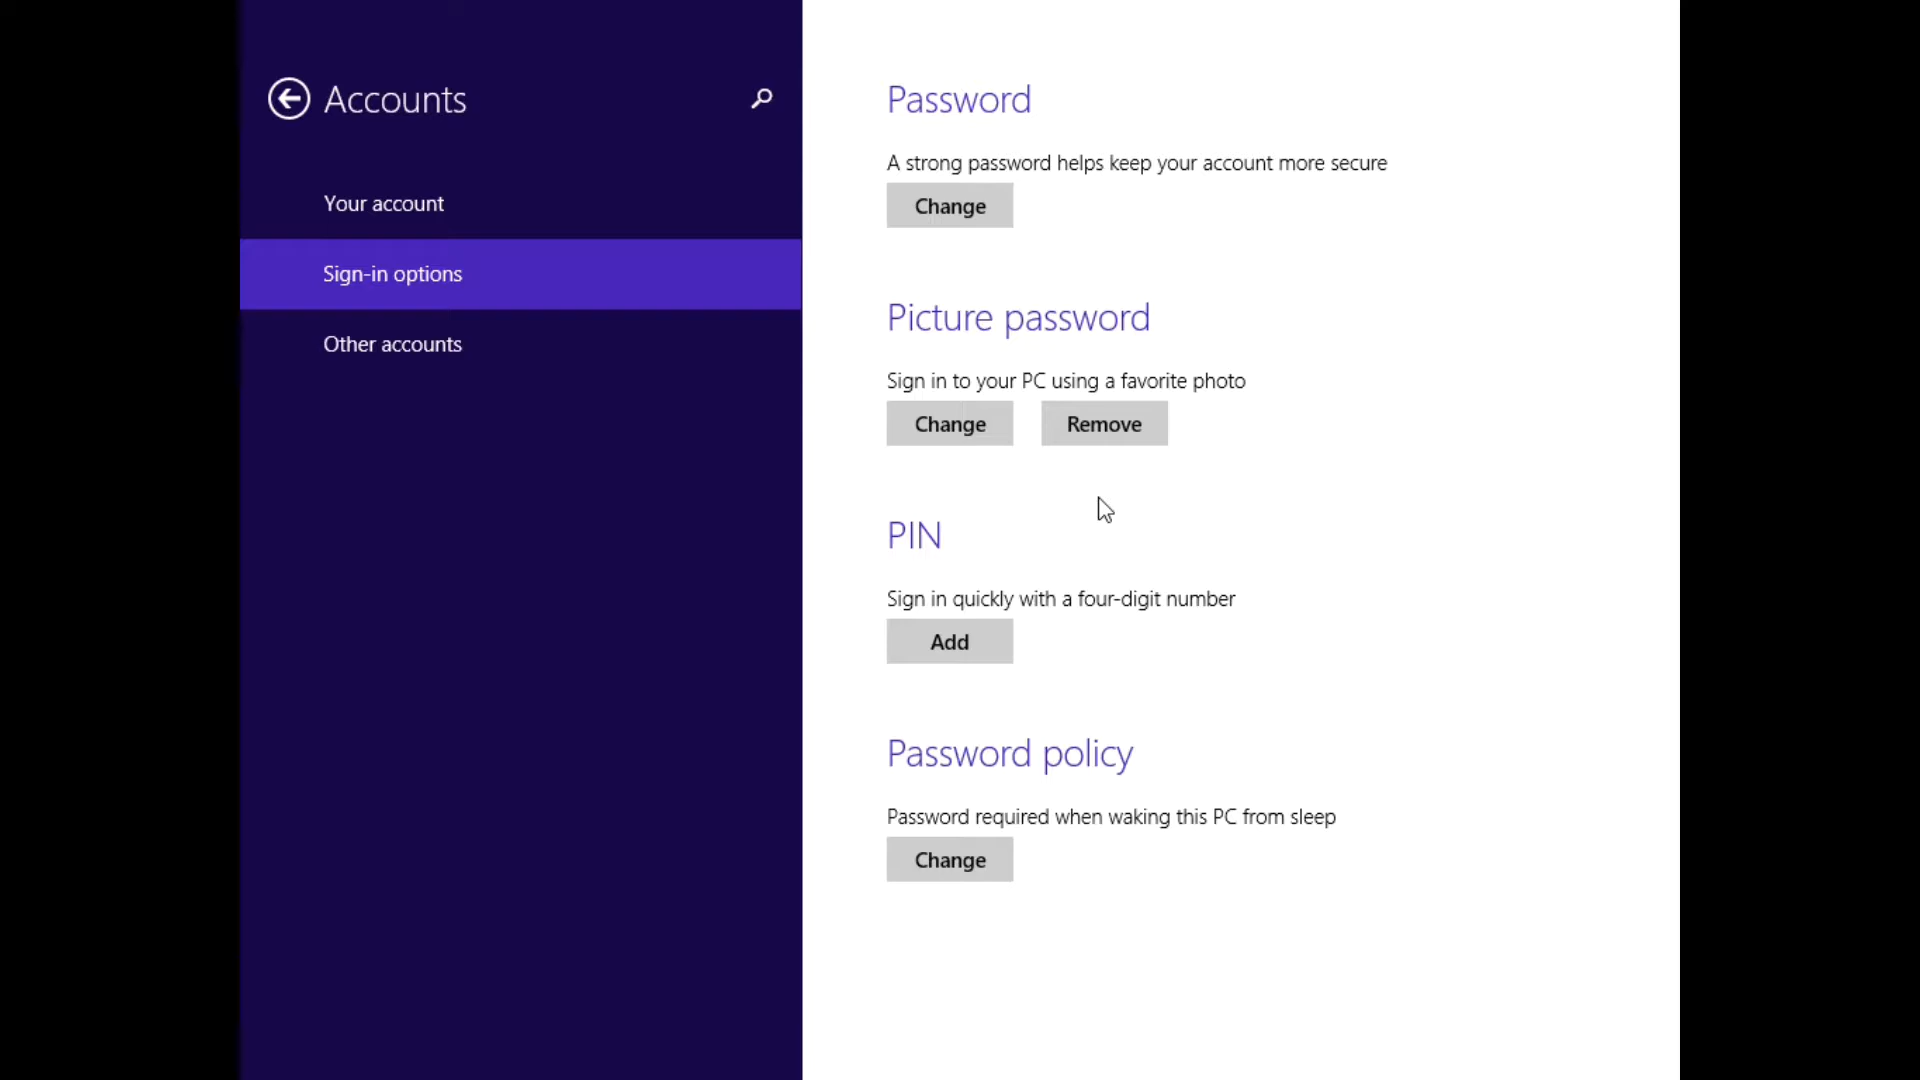 Accounts
Your account
Sign-in options
Other accounts
Password
A strong password helps keep your account more secure
Change
Picture password
Sign in to your PC using a favorite photo
Change Remove
PIN
Sign in quickly with a four-digit number
Add
Password policy
Password required when waking this PC from sleep
Change